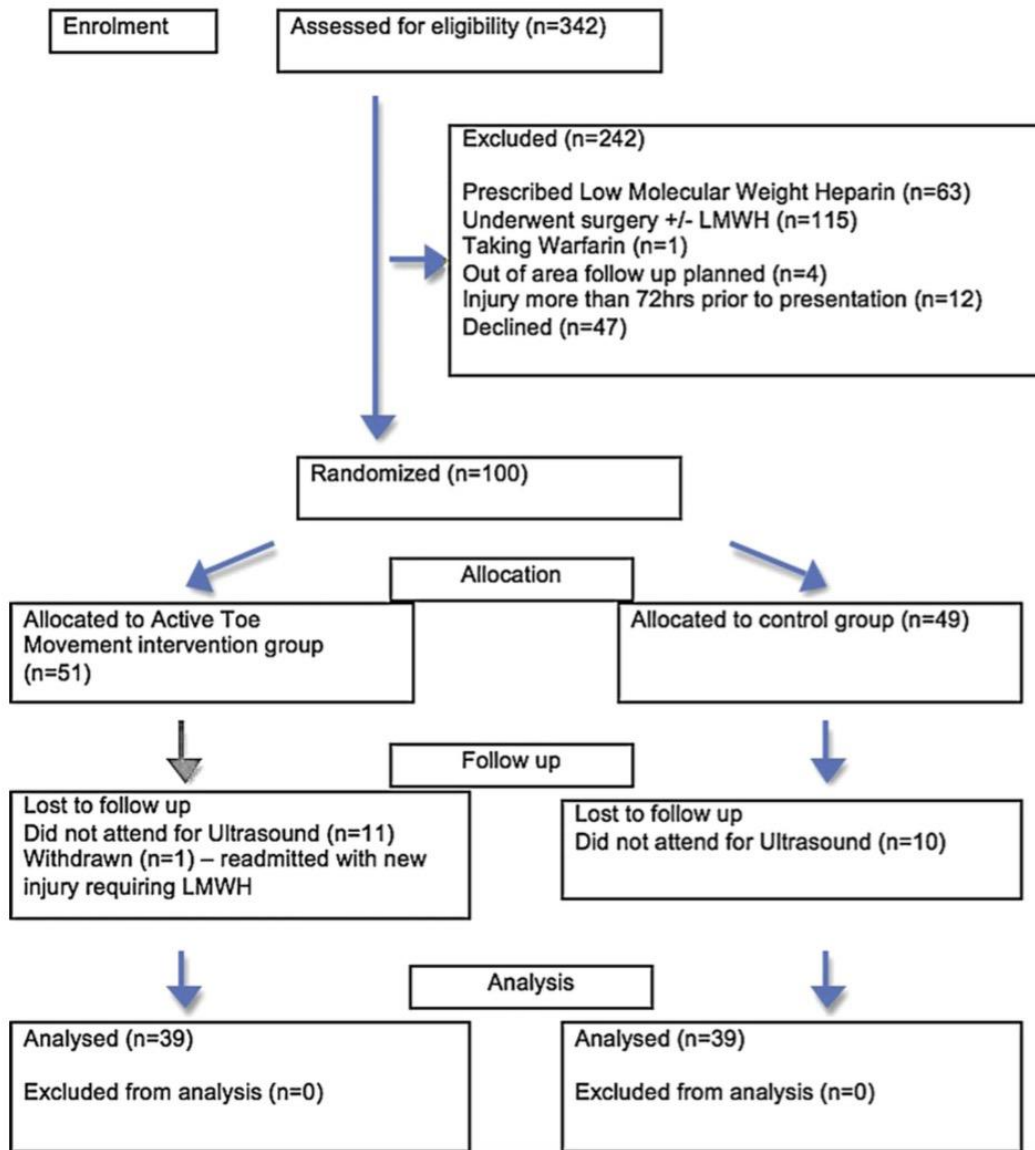 Enrolment
Assessed for eligibility (n=342)
Excluded (n=242)
Prescribed Low Molecular Weight Heparin (n=63)
Underwent surgery +/- LMWH (n=115)
Taking Warfarin (n=1)
Out of area follow up planned (n=4)
Injury more than 72hrs prior to presentation (n=12)
Declined (n=47)
Randomized (n=100)
Allocation
Allocated to Active Toe
Movement intervention group
(n=51)
Allocated to control group (n=49)
Follow up
Lost to follow up
Did not attend for Ultrasound (n=11)
Withdrawn (n=1) – readmitted with new
injury requiring LMWH
Lost to follow up
Did not attend for Ultrasound (n=10)
Analysis
Analysed (n=39)
Excluded from analysis (n=0)
Analysed (n=39)
Excluded from analysis (n=0)